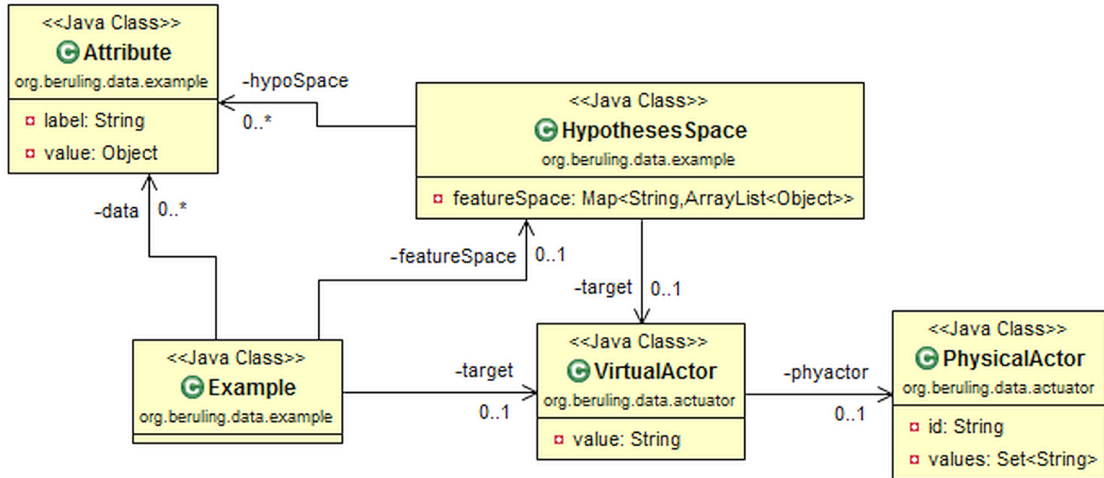 <<Java Class>>
Attribute
org.beruling.data.example
label: String
value: Object
-hypoSpace
0..*
<<Java Class>>
HypothesesSpace
org.beruling.data.example
featureSpace: Map<String,ArrayList<Object>>
-data
0..*
-featureSpace
0..1
-target
0..1
<<Java Class>>
Example
org.beruling.data.example
-target
0..1
<<Java Class>>
VirtualActor
org.beruling.data.actuator
value: String
-phyactor
0..1
<<Java Class>>
PhysicalActor
org.beruling.data.actuator
id: String
values: Set<String>